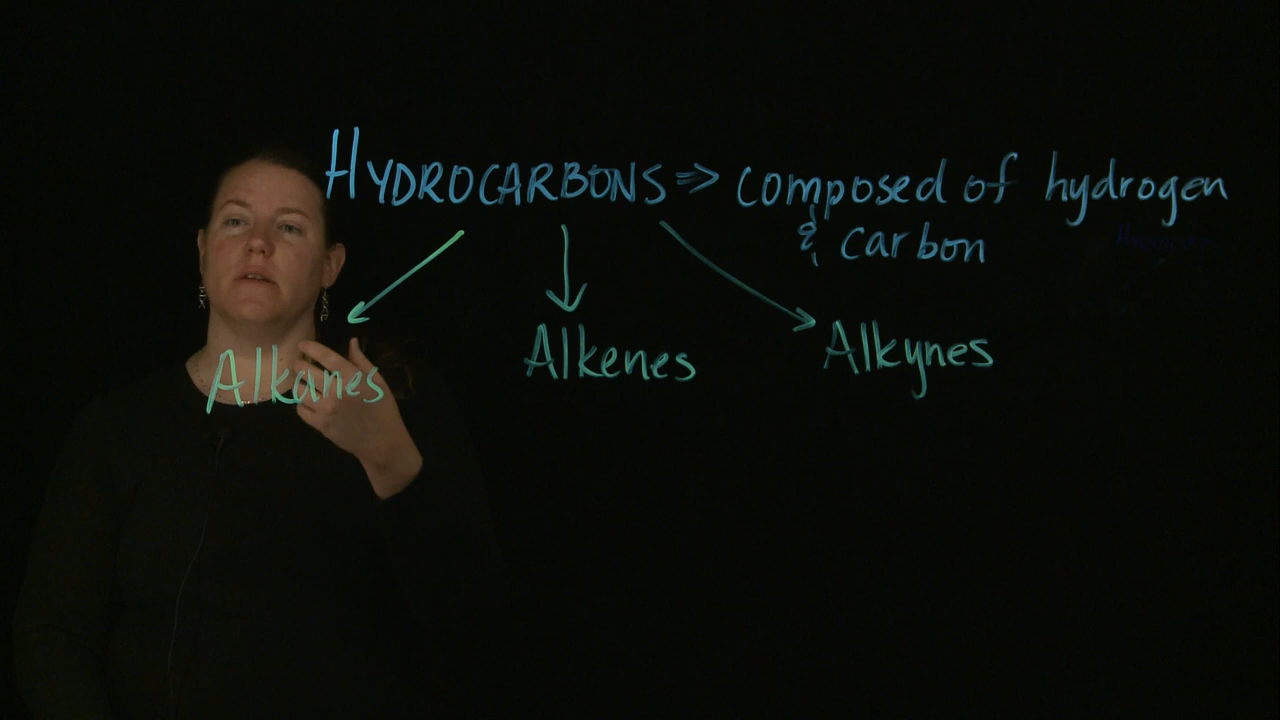 HYDROCARBONS => composed of hydrogen
& carbon
Alkanes Alkenes Alkynes